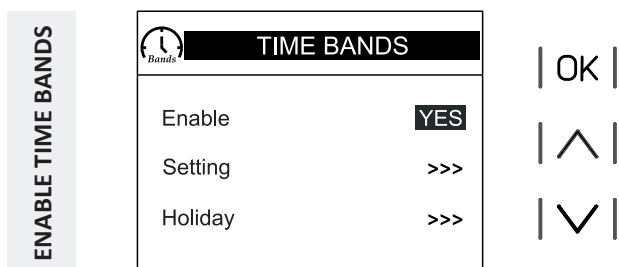 ENABLE TIME BANDS
Bands
TIME BANDS
Enable YES
Setting >>>
Holiday >>>
OK